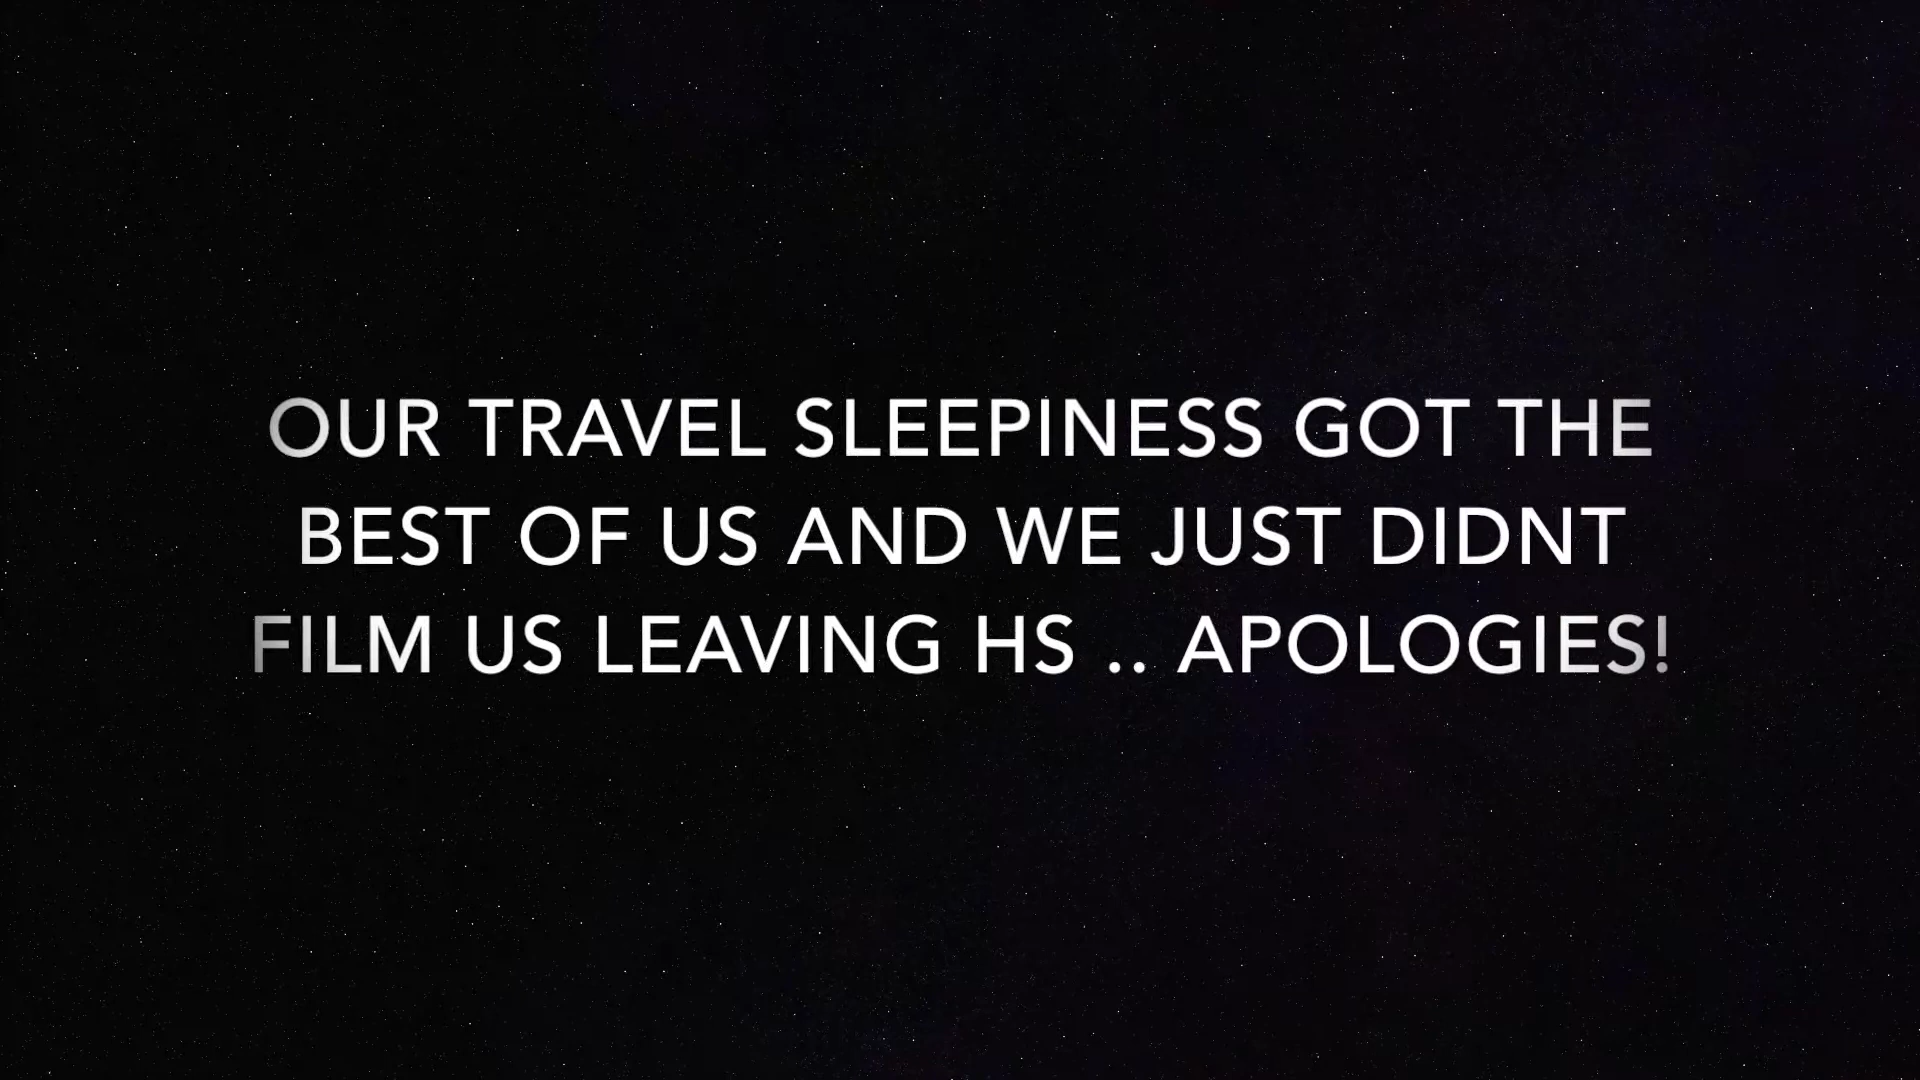 OUR TRAVEL SLEEPINESS GOT THE
BEST OF US AND WE JUST DIDNT
FILM US LEAVING HS .. APOLOGIES!